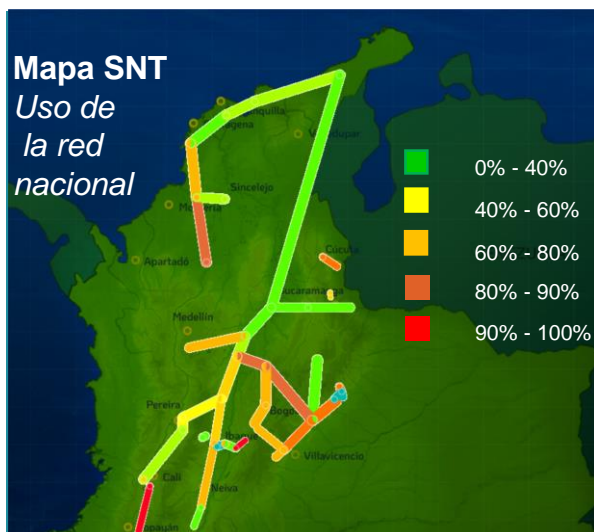 Mapa SNT
Uso de
la red
nacional
Sincelejo
Apartadó
Cúcuta
Medellín
Pereira
Ibagué
Villavicencio
Cali
Neiva
0% - 40%
40% - 60%
60% - 80%
80% - 90%
90% - 100%